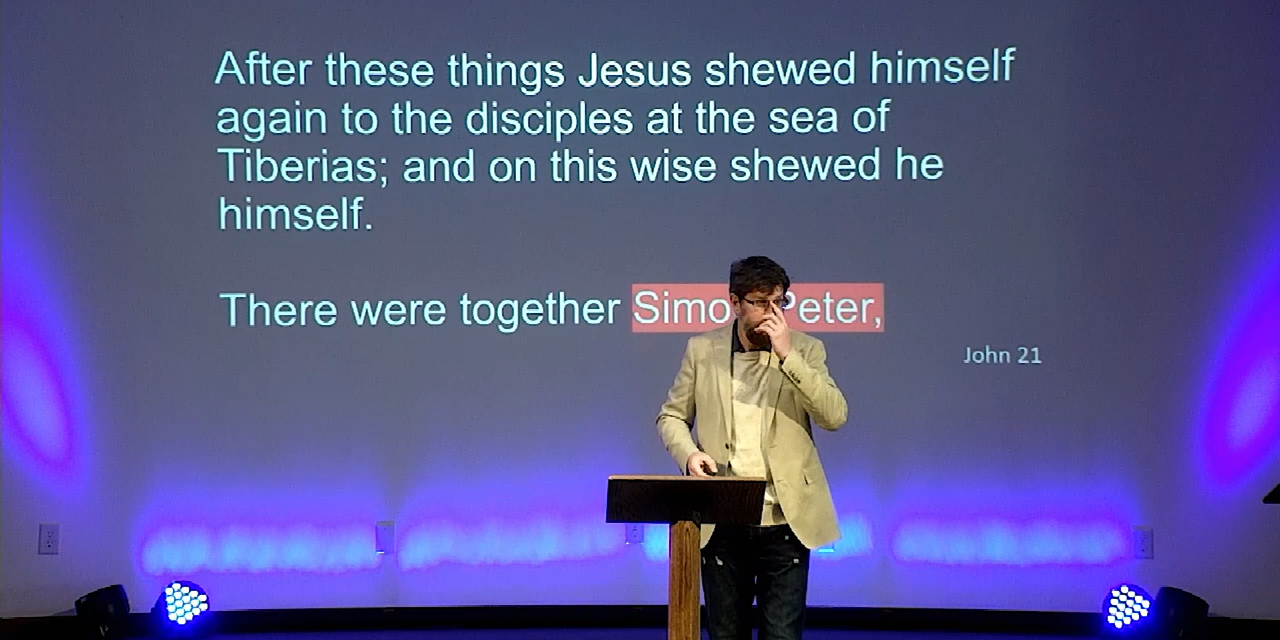 After these things Jesus shewed himself
again to the disciples at the sea of
Tiberias; and on this wise shewed he
himself.
There were together Simon Peter,
John 21